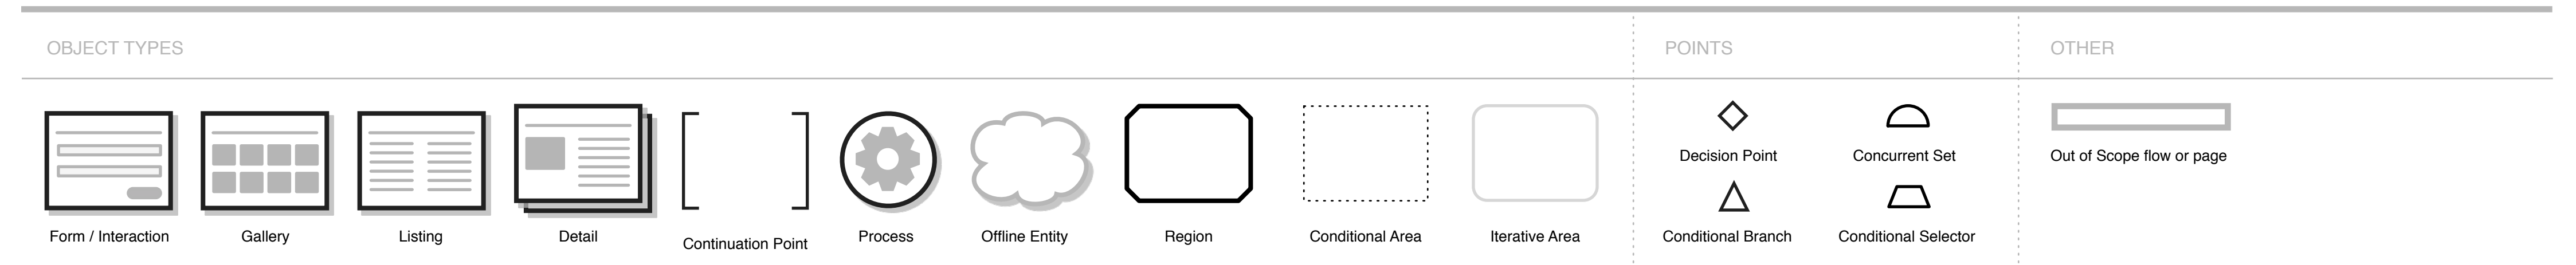 OBJECT TYPES
POINTS
OTHER
Form / Interaction
Gallery
Listing
Detail
Continuation Point
Process
Offline Entity
Region
Conditional Area
Iterative Area
Decision Point
Concurrent Set
Conditional Branch
Conditional Selector
Out of Scope flow or page